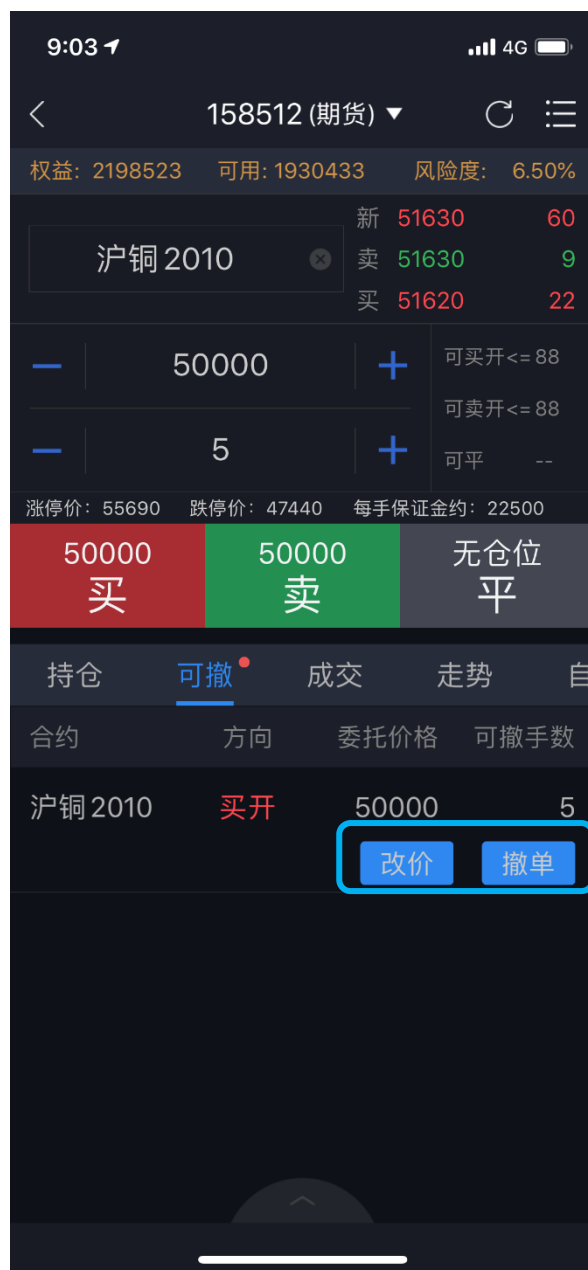 9:03 4G
158512 (期货) ▼
权益: 2198523 可用: 1930433 风险度: 6.50%
沪铜 2010
新 51630 60
卖 51630 9
买 51620 22
50000
5
可买开<= 88
可卖开<= 88
可平 --
涨停价: 55690 跌停价: 47440 每手保证金约: 22500
50000 50000 无仓位
买 卖 平
持仓 可撤 成交 走势
合约 方向 委托价格 可撤手数
沪铜 2010 买开 50000 5
改价 撤单